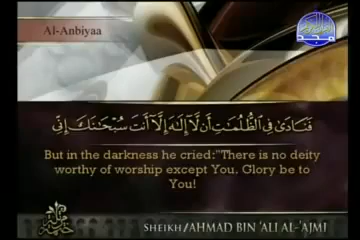 Al-Anbiyaa
فَنَادَىٰ فِي الظُّلُمَٰتِ أَن لَّآ إِلَٰهَ إِلَّآ أَنتَ سُبْحَٰنَكَ إِنِّي
But in the darkness he cried:"There is no deity
worthy of worship except You, Glory be to
You!
SHEIKH/AHMAD BIN 'ALI AL-'AJMI